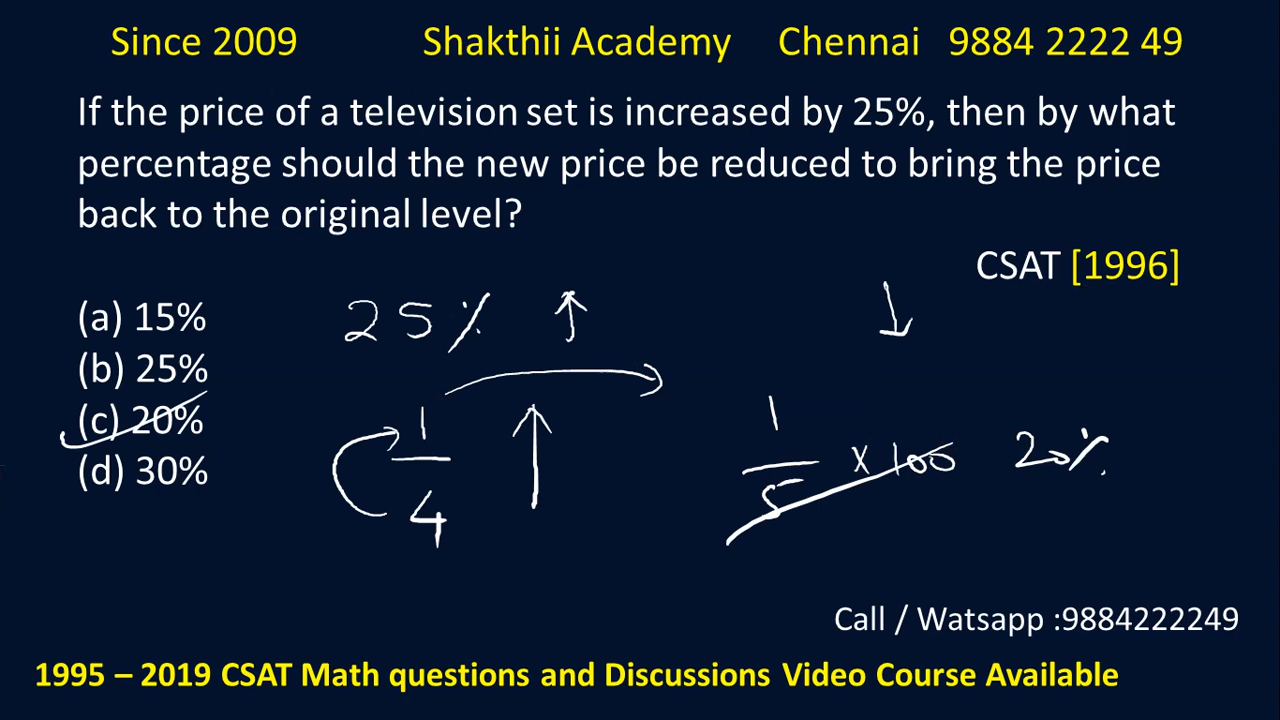 Since 2009 Shakthii Academy Chennai 9884 2222 49
If the price of a television set is increased by 25%, then by what
percentage should the new price be reduced to bring the price
back to the original level?
CSAT [1996]
(a) 15%
(b) 25%
(c) 20%
(d) 30%
25% ↑ ↓
1/4 ↑ 1/5 x 100 20%
Call / Watsapp :9884222249
1995 – 2019 CSAT Math questions and Discussions Video Course Available